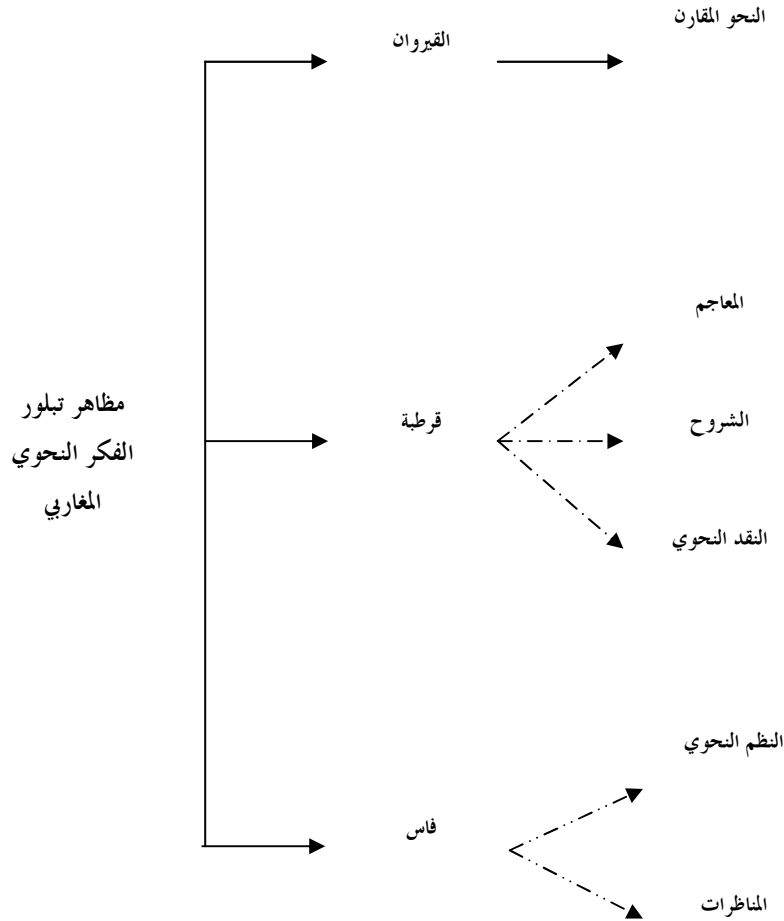 مظاهر تبلور
الفكر النحوي
المغاربي
القيروان
النحو المقارن
قرطبة
المعاجم
الشروح
النقد النحوي
فاس
النظم النحوي
المناظرات